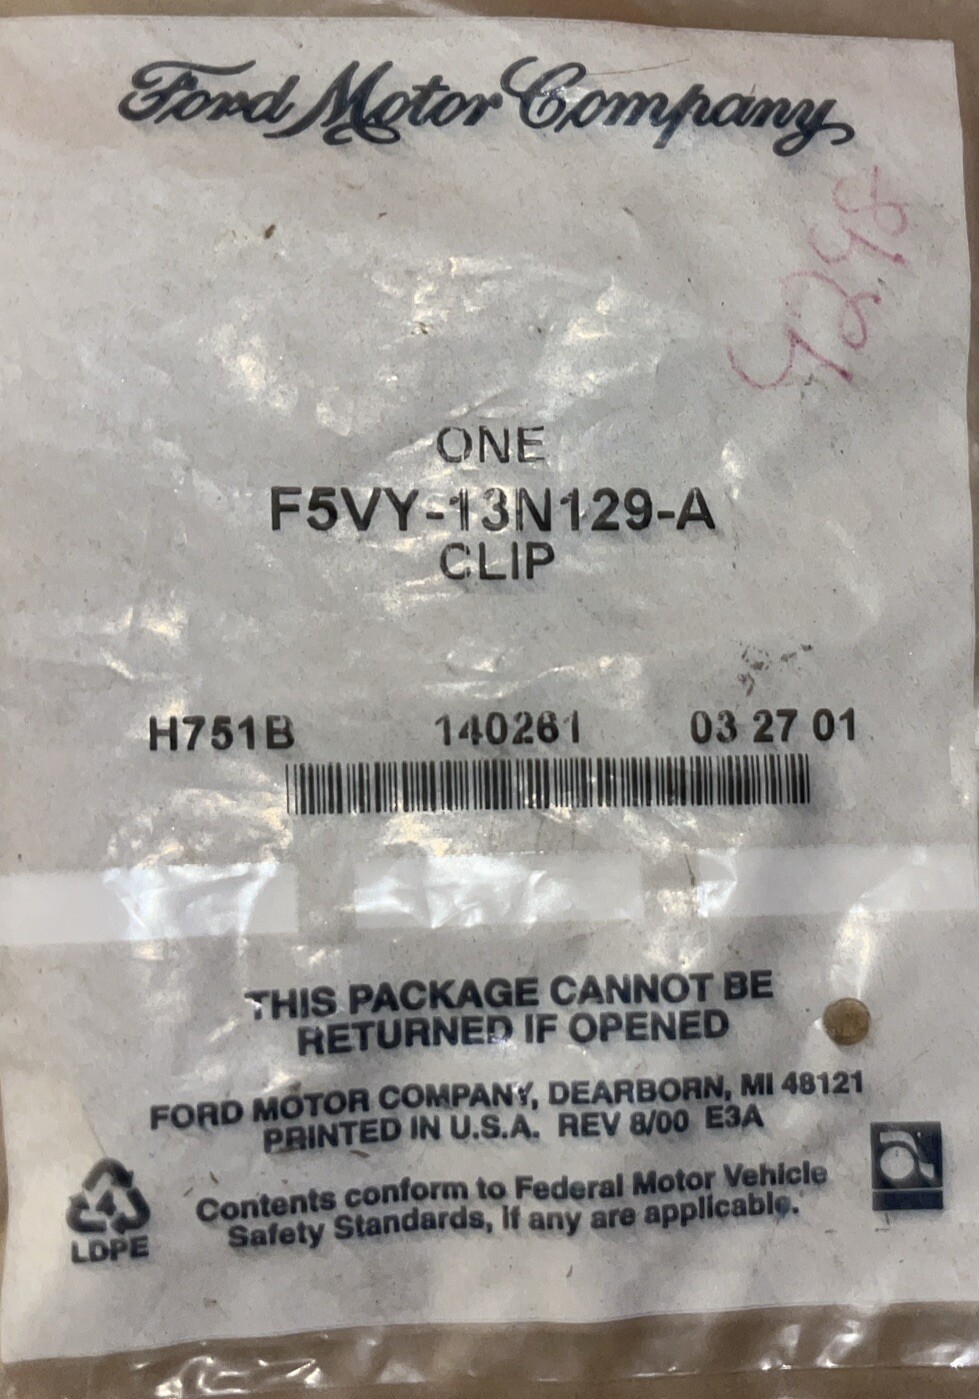 Ford Motor Company
4298
ONE
F5VY-13N129-A
CLIP
H751B 140261 03 27 01
THIS PACKAGE CANNOT BE
RETURNED IF OPENED
FORD MOTOR COMPANY, DEARBORN, MI 48121
PRINTED IN U.S.A. REV 8/00 E3A
Contents conform to Federal Motor Vehicle
Safety Standards, if any are applicable.
4
LDPE